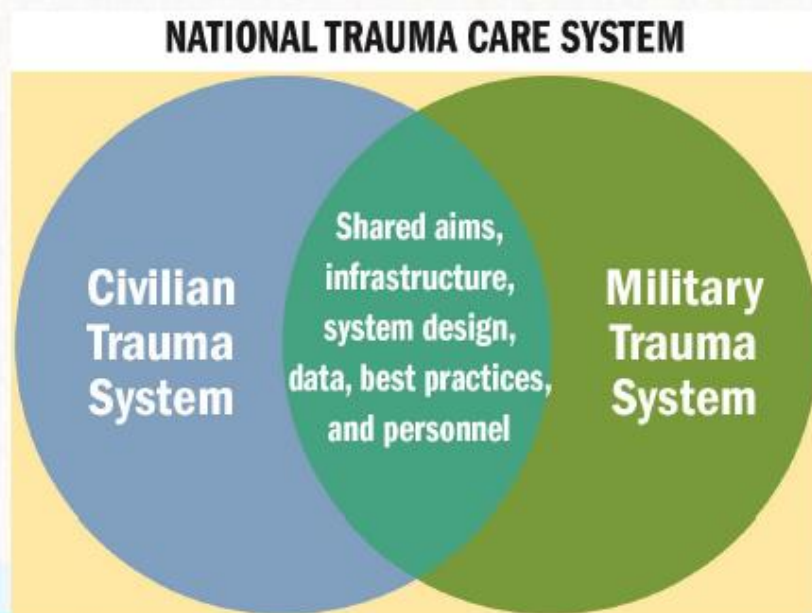 NATIONAL TRAUMA CARE SYSTEM
Civilian
Trauma
System
Shared aims,
infrastructure,
system design,
data, best practices,
and personnel
Military
Trauma
System